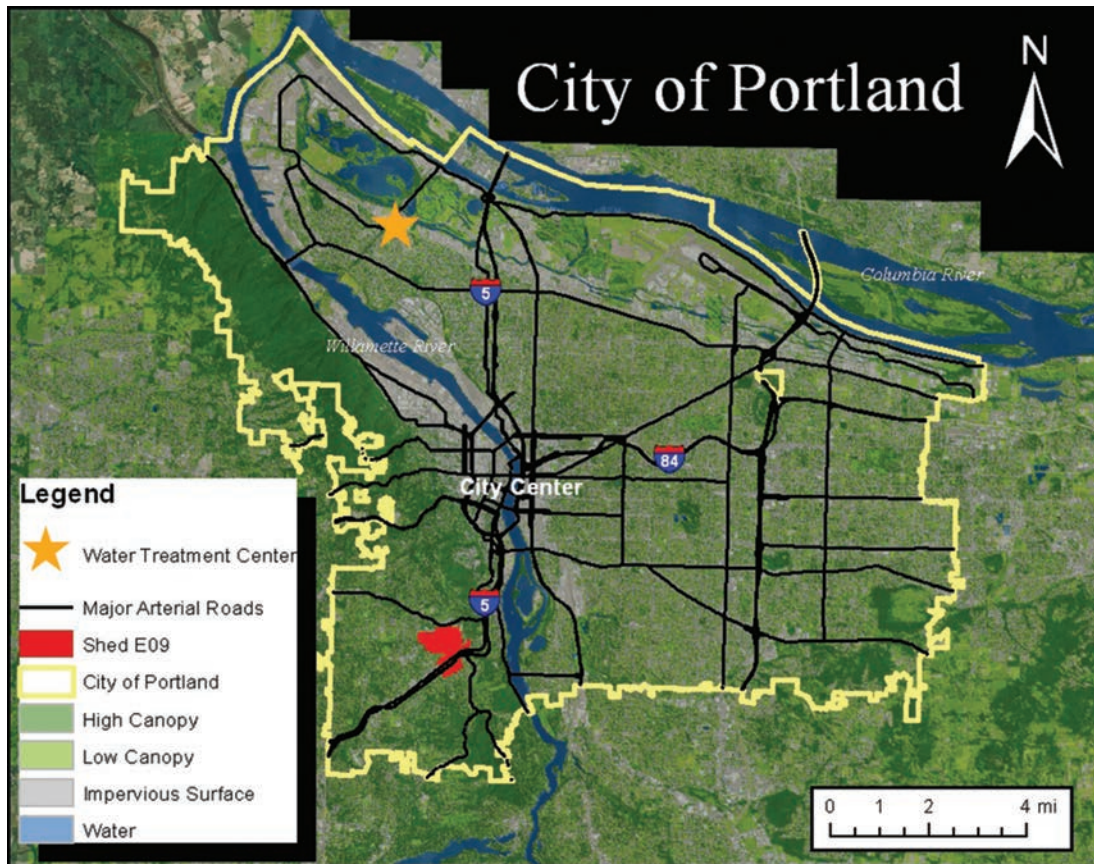 City of Portland
N
Columbia River
5
Willamette River
84
City Center
5
Legend
Water Treatment Center
Major Arterial Roads
Shed E09
City of Portland
High Canopy
Low Canopy
Impervious Surface
Water
0 1 2 4 mi